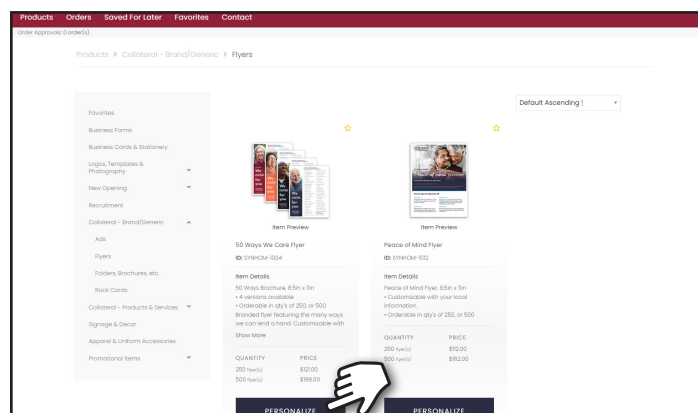 Products Orders Saved For Later Favorites Contact
Order Approvals: 0 order(s).
Products > Collateral - Brand/Generic > Flyers
Default Ascending
Favorites
Business Forms
Business Cards & Stationery
Logos, Templates &
Photography
New Opening
Recruitment
Collateral - Brand/Generic
Ads
Flyers
Folders, Brochures, etc.
Rack Cards
Collateral - Products & Services
Signage & Decor
Apparel & Uniform Accessories
Promotional Items
Item Preview
50 Ways We Care Flyer
ID: SYNHOM-1004
Item Details
50 Ways Brochure, 8.5in x 11in
• 4 versions available
• Orderable in qty's of 250, or 500
Branded flyer featuring the many ways
we can lend a hand. Customizable with
Show More
QUANTITY PRICE
250 flyer(s) $121.00
500 flyer(s) $168.00
PERSONALIZE
Peace of mind
Item Preview
Peace of Mind Flyer
ID: SYNHOM-1012
Item Details
Peace of Mind Flyer, 8.5in x 11in
• Customizable with your local
information.
• Orderable in qty's of 250, or 500
QUANTITY PRICE
250 flyer(s) $112.00
500 flyer(s) $162.00
PERSONALIZE